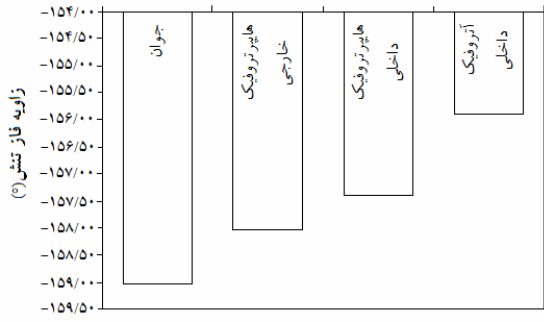 زاویه فاز تنش (°)
-۱۵۴/۰۰
-۱۵۴/۵۰
-۱۵۵/۰۰
-۱۵۵/۵۰
-۱۵۶/۰۰
-۱۵۶/۵۰
-۱۵۷/۰۰
-۱۵۷/۵۰
-۱۵۸/۰۰
-۱۵۸/۵۰
-۱۵۹/۰۰
-۱۵۹/۵۰
جوان
هایپرتروفیک
خارجی
هایپرتروفیک
داخلی
آتروفیک
داخلی